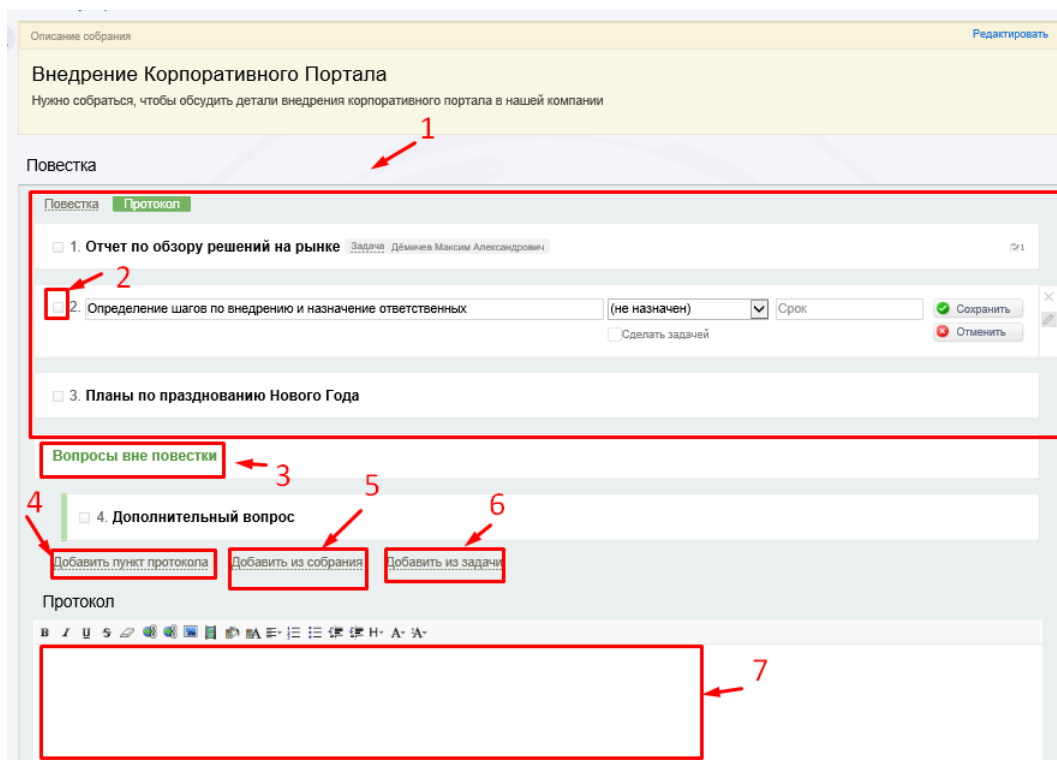 Описание собрания Редактировать
Внедрение Корпоративного Портала
Нужно собраться, чтобы обсудить детали внедрения корпоративного портала в нашей компании
1
Повестка
Повестка Протокол
1. Отчет по обзору решений на рынке Задача Дёмичев Максим Александрович 1
2
2. Определение шагов по внедрению и назначение ответственных (не назначен) Срок Сохранить
Сделать задачей Отменить
3. Планы по празднованию Нового Года
Вопросы вне повестки 3
4 5 6
4. Дополнительный вопрос
Добавить пункт протокола Добавить из собрания Добавить из задачи
Протокол
B I U S H A A
7